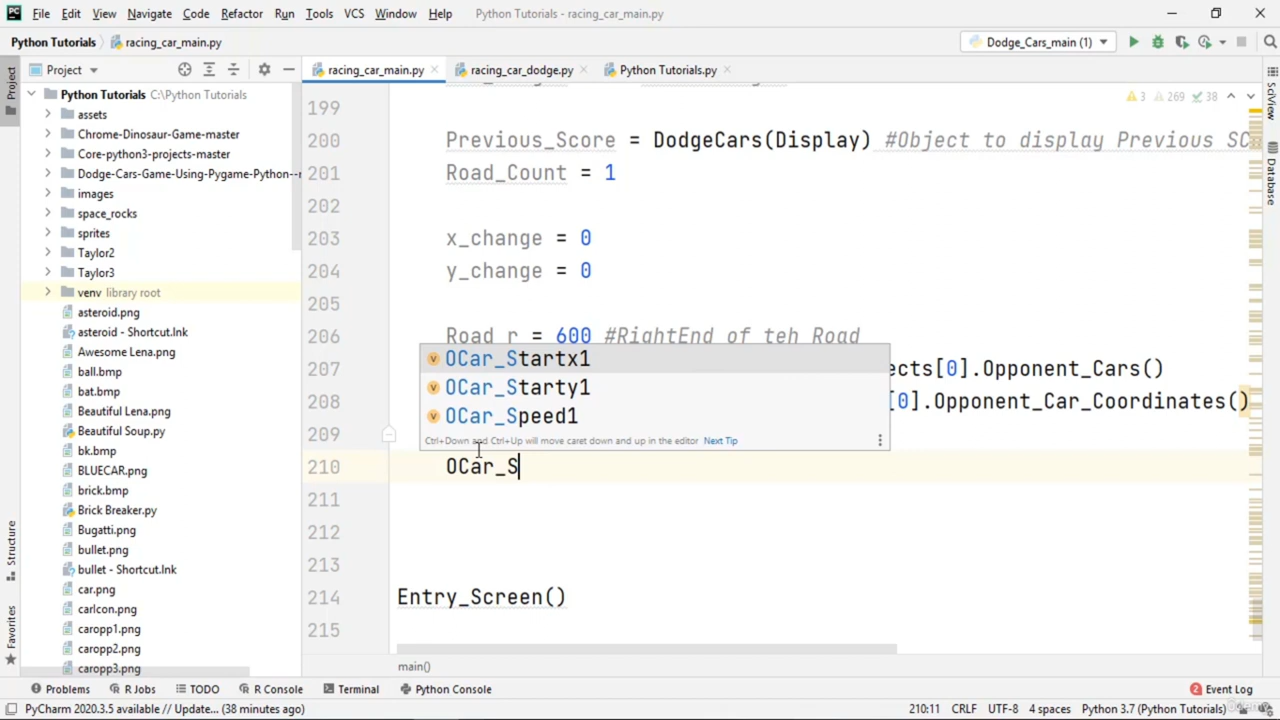 File Edit View Navigate Code Refactor Run Tools VCS Window Help Python Tutorials - racing_car_main.py
Python Tutorials racing_car_main.py Dodge_Cars_main (1)
Project racing_car_main.py racing_car_dodge.py Python Tutorials.py
Project
Structure
Favorites
SciView
Database
Python Tutorials C:\Python Tutorials
assets
Chrome-Dinosaur-Game-master
Core-python3-projects-master
Dodge-Cars-Game-Using-Pygame-Python--
images
space_rocks
sprites
Taylor2
Taylor3
venv library root
asteroid.png
asteroid - Shortcut.lnk
Awesome Lena.png
ball.bmp
bat.bmp
Beautiful Lena.png
Beautiful Soup.py
bk.bmp
BLUECAR.png
brick.bmp
Brick Breaker.py
Bugatti.png
bullet.png
bullet - Shortcut.lnk
car.png
carIcon.png
caropp1.png
caropp2.png
caropp3.png
3 269 38
199
200 Previous_Score = DodgeCars(Display) #Object to display Previous SC
201 Road_Count = 1
202
203 x_change = 0
204 y_change = 0
205
206 = 600 #RightEnd of teh Road
207 ects[0].Opponent_Cars()
208 [0].Opponent_Car_Coordinates()
209
210 OCar_S
211
212
213
214 Entry_Screen()
215
OCar_Startx1
OCar_Starty1
OCar_Speed1
Ctrl+Down and Ctrl+Up will move caret down and up in the editor Next Tip
main()
Problems R Jobs TODO R Console Terminal Python Console Event Log
PyCharm 2020.3.5 available // Update... (38 minutes ago) 210:11 CRLF UTF-8 4 spaces Python 3.7 (Python Tutorials)